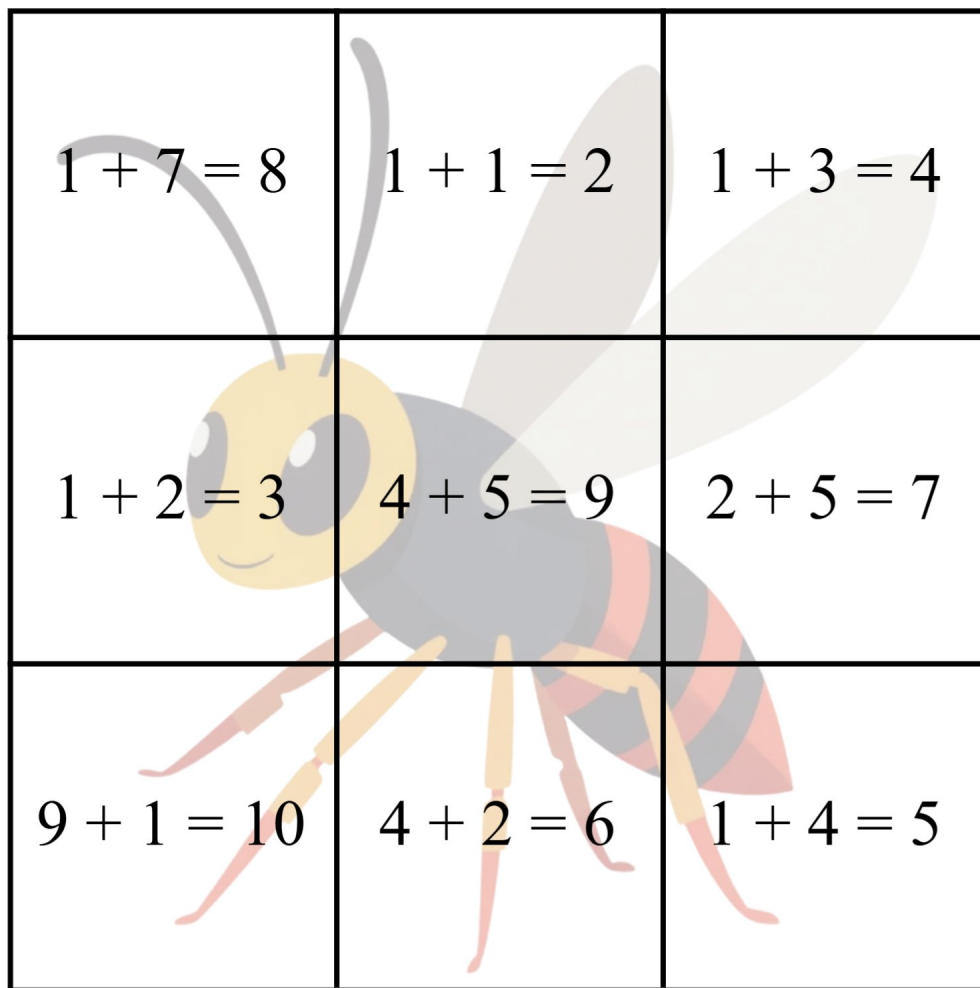 1 + 7 = 8
1 + 1 = 2
1 + 3 = 4
1 + 2 = 3
4 + 5 = 9
2 + 5 = 7
9 + 1 = 10
4 + 2 = 6
1 + 4 = 5